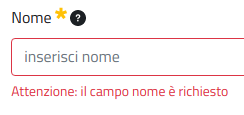 Nome * ?
inserisci nome
Attenzione: il campo nome è richiesto